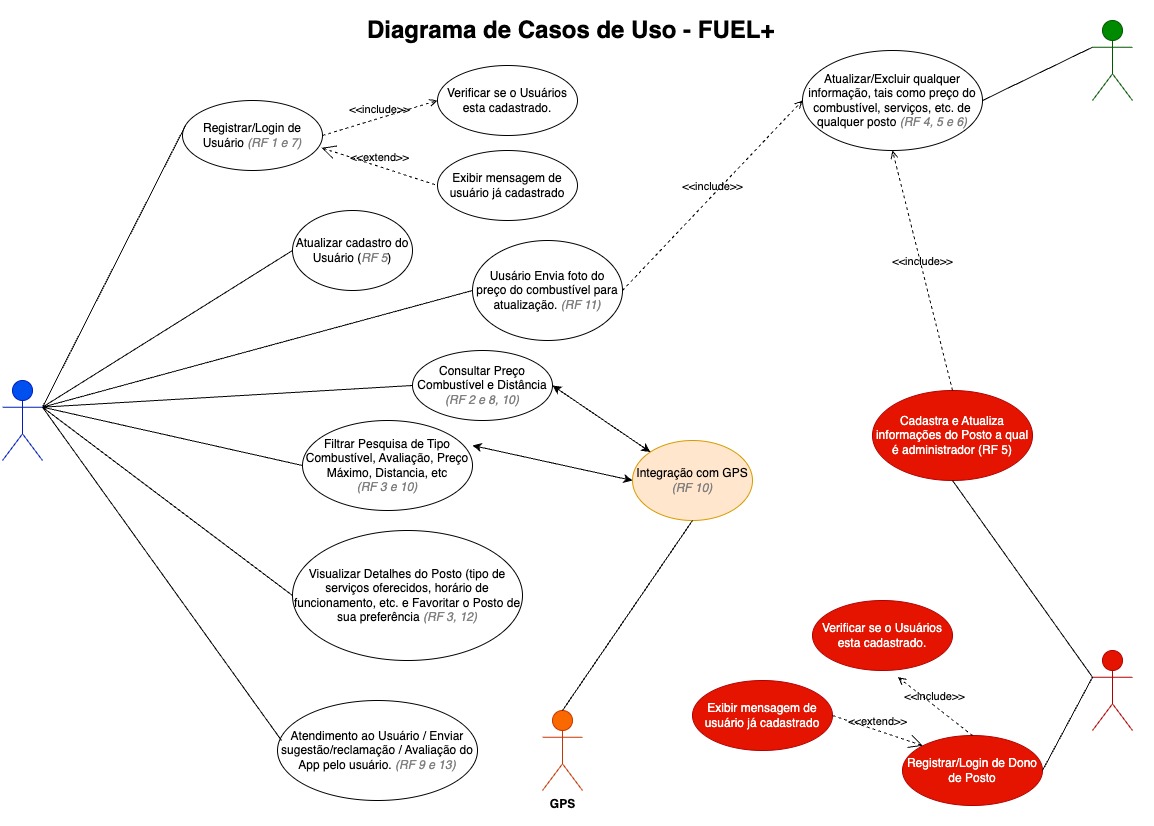 Diagrama de Casos de Uso - FUEL+
Registrar/Login de
Usuário (RF 1 e 7)
<<include>>
Verificar se o Usuários
esta cadastrado.
<<extend>>
Exibir mensagem de
usuário já cadastrado
Atualizar/Excluir qualquer
informação, tais como preço do
combustível, serviços, etc. de
qualquer posto (RF 4, 5 e 6)
<<include>>
<<include>>
Atualizar cadastro do
Usuário (RF 5)
Uusário Envia foto do
preço do combustível para
atualização. (RF 11)
Consultar Preço
Combustível e Distância
(RF 2 e 8, 10)
Filtrar Pesquisa de Tipo
Combustível, Avaliação, Preço
Máximo, Distancia, etc
(RF 3 e 10)
Integração com GPS
(RF 10)
Cadastra e Atualiza
informações do Posto a qual
é administrador (RF 5)
Visualizar Detalhes do Posto (tipo de
serviços oferecidos, horário de
funcionamento, etc. e Favoritar o Posto de
sua preferência (RF 3, 12)
Verificar se o Usuários
esta cadastrado.
<<include>>
Exibir mensagem de
usuário já cadastrado
<<extend>>
Registrar/Login de Dono
de Posto
Atendimento ao Usuário / Enviar
sugestão/reclamação / Avaliação do
App pelo usuário. (RF 9 e 13)
GPS